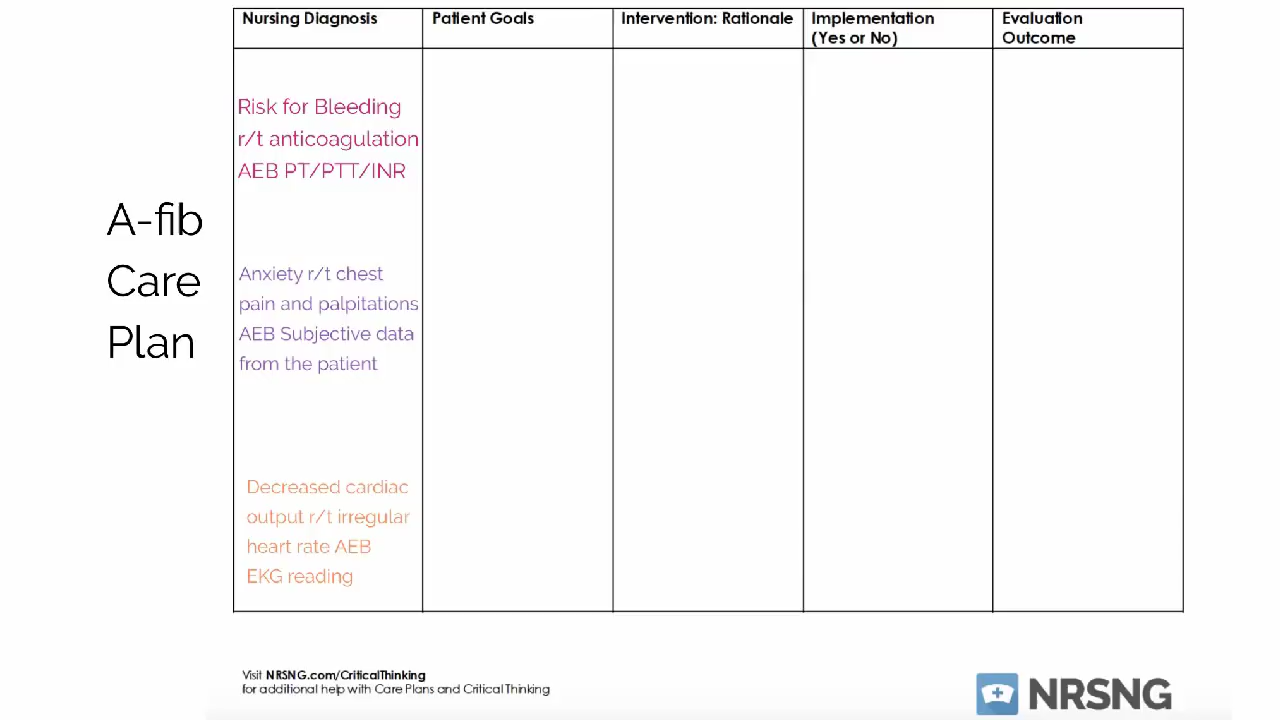 Nursing Diagnosis
Patient Goals
Intervention: Rationale
Implementation
(Yes or No)
Evaluation
Outcome
A-fib
Care
Plan
Risk for Bleeding
r/t anticoagulation
AEB PT/PTT/INR
Anxiety r/t chest
pain and palpitations
AEB Subjective data
from the patient
Decreased cardiac
output r/t irregular
heart rate AEB
EKG reading
Visit NRSNG.com/CriticalThinking
for additional help with Care Plans and Critical Thinking
NRSNG